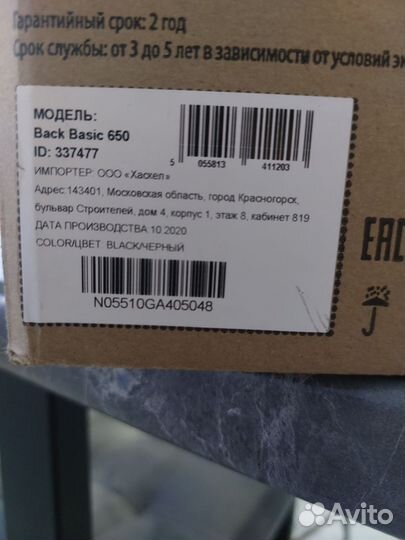 Гарантийный срок: 2 год
Срок службы: от 3 до 5 лет в зависимости от условий эк
МОДЕЛЬ:
Back Basic 650
ID: 337477
5 055813 411203
ИМПОРТЕР: ООО «Хаскел»
Адрес:143401, Московская область, город Красногорск,
бульвар Строителей, дом 4, корпус 1, этаж 8, кабинет 819
ДАТА ПРОИЗВОДСТВА:10.2020
COLOR/ЦВЕТ BLACK/ЧЕРНЫЙ
N05510GA405048
EAC
Avito